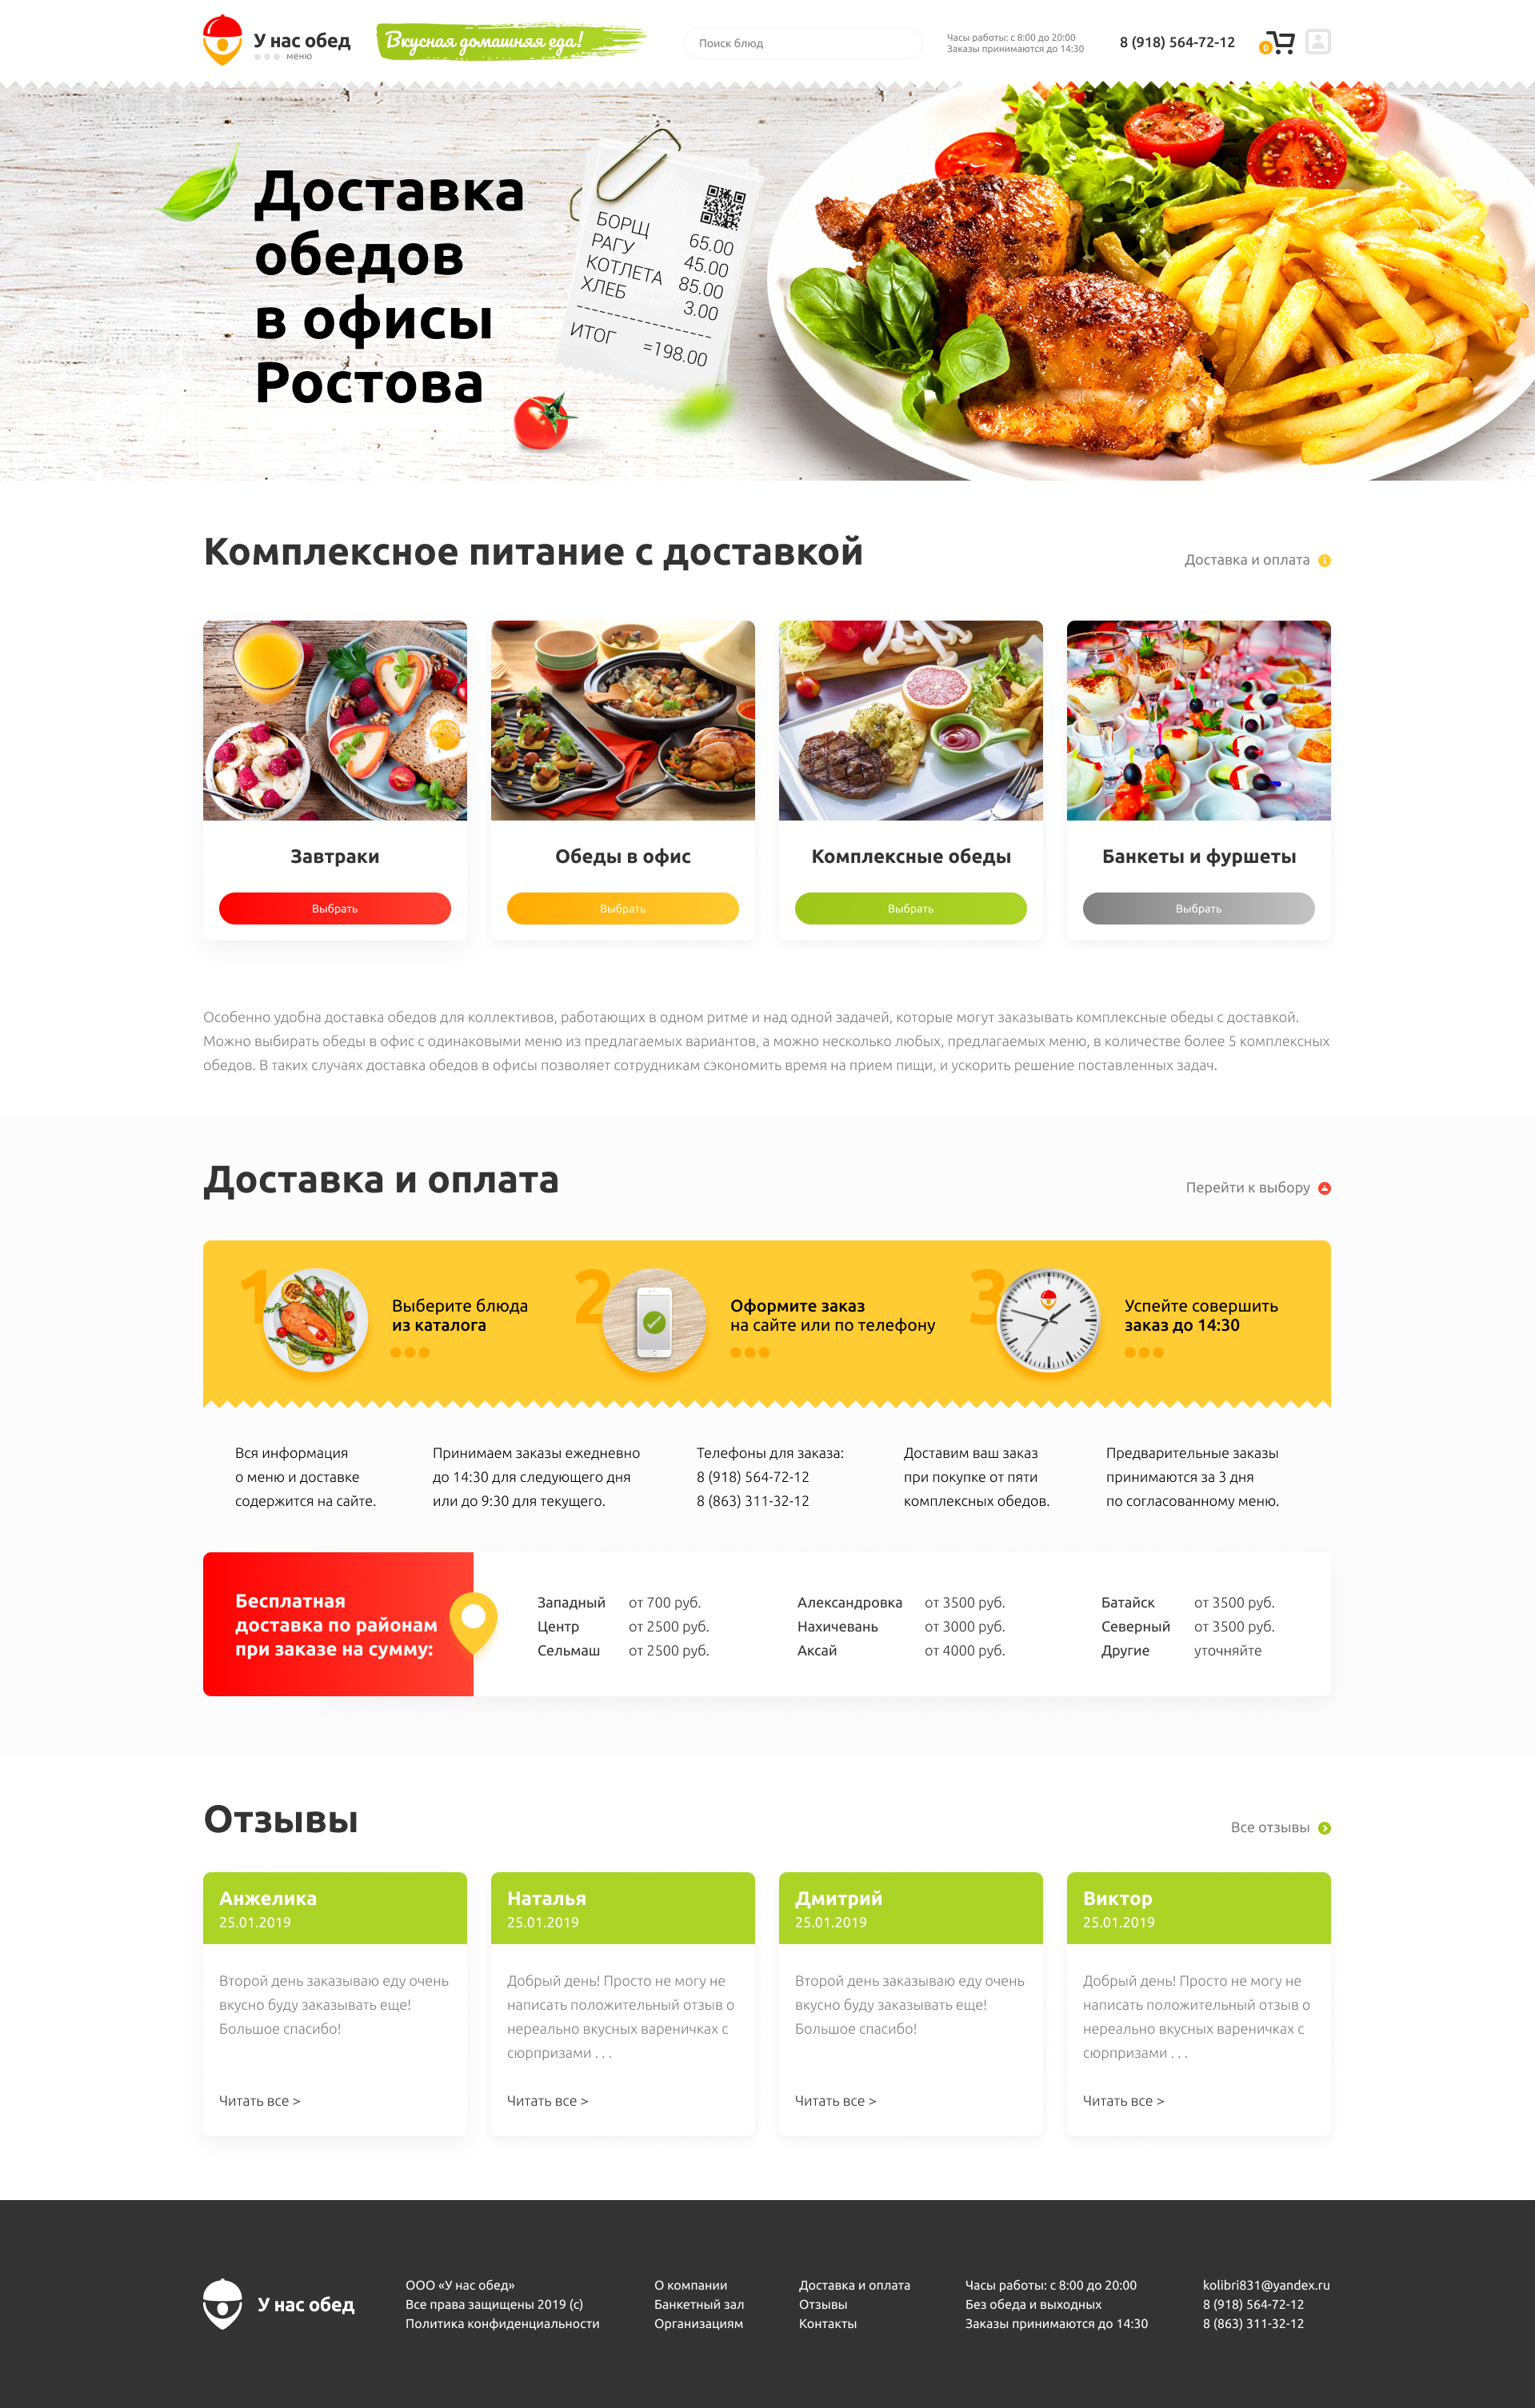 У нас обед
меню
Вкусная домашняя еда!
Поиск блюд
Часы работы: с 8:00 до 20:00
Заказы принимаются до 14:30
8 (918) 564-72-12
0
Доставка
обедов
в офисы
Ростова
БОРЩ 65.00
РАГУ 45.00
КОТЛЕТА 85.00
ХЛЕБ 3.00
--------------------
ИТОГ =198.00
Комплексное питание с доставкой
Доставка и оплата
Завтраки
Выбрать
Обеды в офис
Выбрать
Комплексные обеды
Выбрать
Банкеты и фуршеты
Выбрать
Особенно удобна доставка обедов для коллективов, работающих в одном ритме и над одной задачей, которые могут заказывать комплексные обеды с доставкой.
Можно выбирать обеды в офис с одинаковыми меню из предлагаемых вариантов, а можно несколько любых, предлагаемых меню, в количестве более 5 комплексных
обедов. В таких случаях доставка обедов в офисы позволяет сотрудникам сэкономить время на прием пищи, и ускорить решение поставленных задач.
Доставка и оплата
Перейти к выбору
1
Выберите блюда
из каталога
2
Оформите заказ
на сайте или по телефону
3
Успейте совершить
заказ до 14:30
Вся информация
о меню и доставке
содержится на сайте.
Принимаем заказы ежедневно
до 14:30 для следующего дня
или до 9:30 для текущего.
Телефоны для заказа:
8 (918) 564-72-12
8 (863) 311-32-12
Доставим ваш заказ
при покупке от пяти
комплексных обедов.
Предварительные заказы
принимаются за 3 дня
по согласованному меню.
Бесплатная
доставка по районам
при заказе на сумму:
Западный от 700 руб.
Центр от 2500 руб.
Сельмаш от 2500 руб.
Александровка от 3500 руб.
Нахичевань от 3000 руб.
Аксай от 4000 руб.
Батайск от 3500 руб.
Северный от 3500 руб.
Другие уточняйте
Отзывы
Все отзывы
Анжелика
25.01.2019
Второй день заказываю еду очень
вкусно буду заказывать еще!
Большое спасибо!
Читать все >
Наталья
25.01.2019
Добрый день! Просто не могу не
написать положительный отзыв о
нереально вкусных вареничках с
сюрпризами . . .
Читать все >
Дмитрий
25.01.2019
Второй день заказываю еду очень
вкусно буду заказывать еще!
Большое спасибо!
Читать все >
Виктор
25.01.2019
Добрый день! Просто не могу не
написать положительный отзыв о
нереально вкусных вареничках с
сюрпризами . . .
Читать все >
У нас обед
ООО «У нас обед»
Все права защищены 2019 (с)
Политика конфиденциальности
О компании
Банкетный зал
Организациям
Доставка и оплата
Отзывы
Контакты
Часы работы: с 8:00 до 20:00
Без обеда и выходных
Заказы принимаются до 14:30
kolibri831@yandex.ru
8 (918) 564-72-12
8 (863) 311-32-12